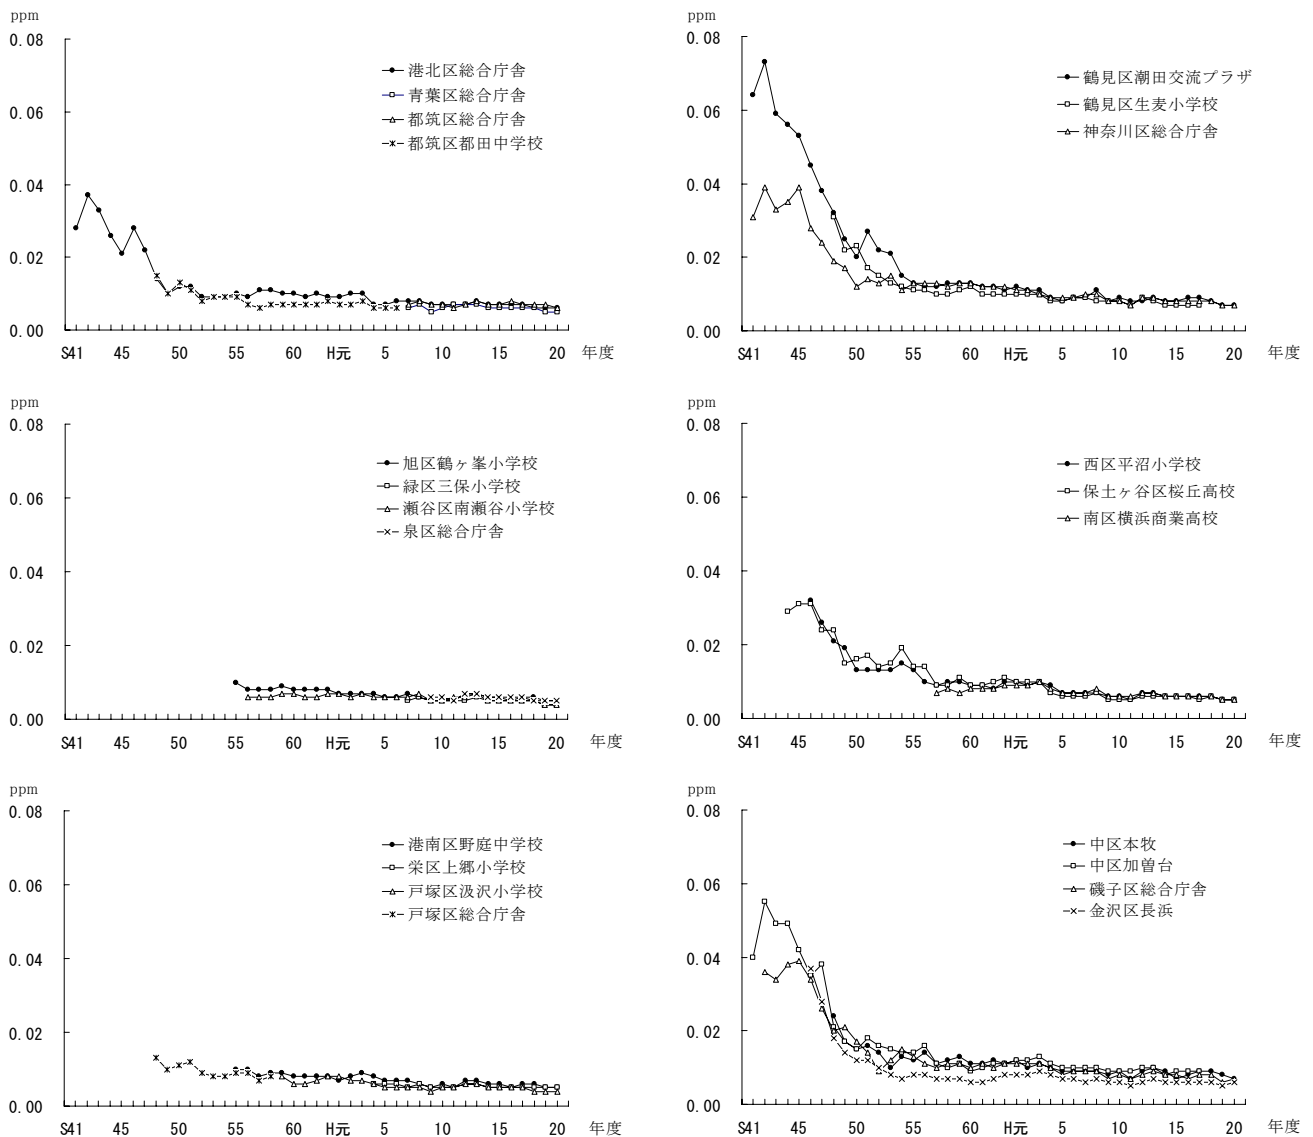 ppm
0.08
港北区総合庁舎
青葉区総合庁舎
都筑区総合庁舎
都筑区都田中学校
0.06
0.04
0.02
0.00
S41 45 50 55 60 H元 5 10 15 20 年度
ppm
0.08
鶴見区潮田交流プラザ
鶴見区生麦小学校
神奈川区総合庁舎
0.06
0.04
0.02
0.00
S41 45 50 55 60 H元 5 10 15 20 年度
ppm
0.08
旭区鶴ヶ峯小学校
緑区三保小学校
瀬谷区南瀬谷小学校
泉区総合庁舎
0.06
0.04
0.02
0.00
S41 45 50 55 60 H元 5 10 15 20 年度
ppm
0.08
西区平沼小学校
保土ヶ谷区桜丘高校
南区横浜商業高校
0.06
0.04
0.02
0.00
S41 45 50 55 60 H元 5 10 15 20 年度
ppm
0.08
港南区野庭中学校
栄区上郷小学校
戸塚区汲沢小学校
戸塚区総合庁舎
0.06
0.04
0.02
0.00
S41 45 50 55 60 H元 5 10 15 20 年度
ppm
0.08
中区本牧
中区加曽台
磯子区総合庁舎
金沢区長浜
0.06
0.04
0.02
0.00
S41 45 50 55 60 H元 5 10 15 20 年度